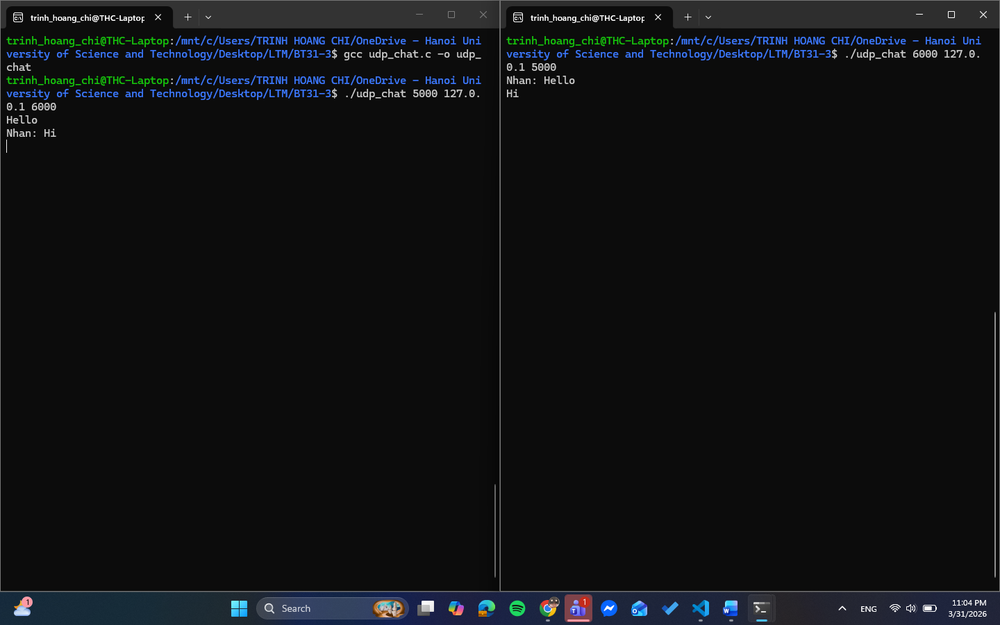 trinh_hoang_chi@THC-Laptop
trinh_hoang_chi@THC-Laptop:/mnt/c/Users/TRINH HOANG CHI/OneDrive - Hanoi Uni
versity of Science and Technology/Desktop/LTM/BT31-3$ gcc udp_chat.c -o udp_
chat
trinh_hoang_chi@THC-Laptop:/mnt/c/Users/TRINH HOANG CHI/OneDrive - Hanoi Uni
versity of Science and Technology/Desktop/LTM/BT31-3$ ./udp_chat 5000 127.0.
0.1 6000
Hello
Nhan: Hi
trinh_hoang_chi@THC-Laptop
trinh_hoang_chi@THC-Laptop:/mnt/c/Users/TRINH HOANG CHI/OneDrive - Hanoi Uni
versity of Science and Technology/Desktop/LTM/BT31-3$ ./udp_chat 6000 127.0.
0.1 5000
Nhan: Hello
Hi
1
Search
1
ENG
11:04 PM
3/31/2026